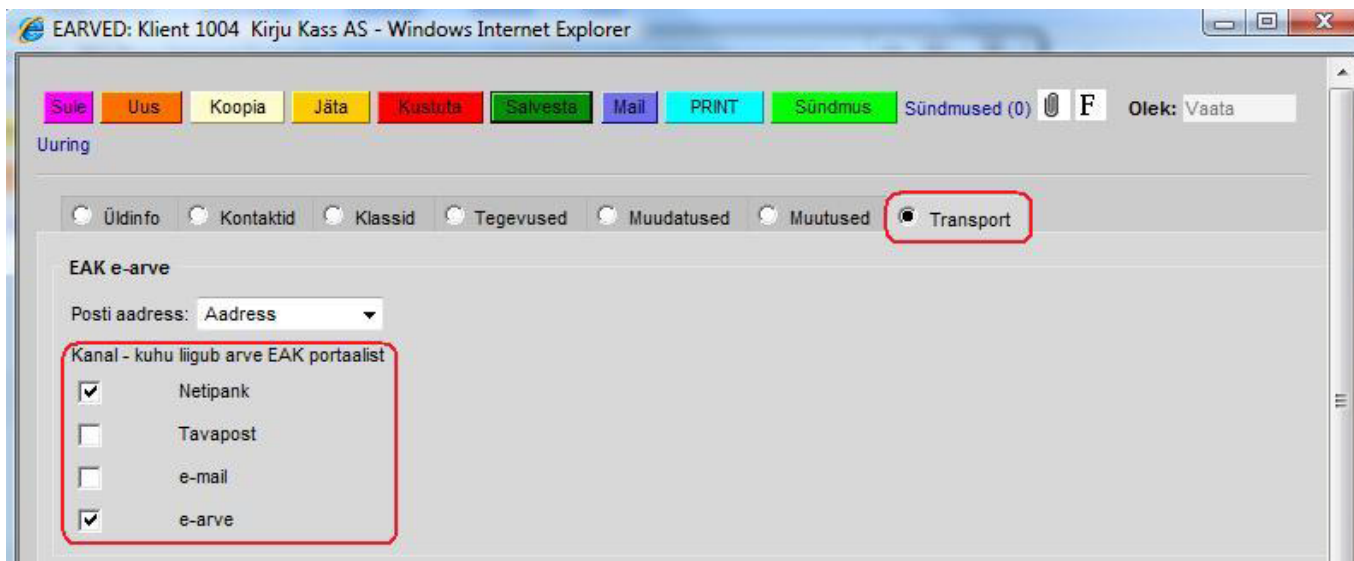 EARVED: Klient 1004 Kirju Kass AS - Windows Internet Explorer
Sule Uus Koopia Jäta Kustuta Salvesta Mail PRINT Sündmus Sündmused (0) F Olek: Vaata
Uuring
Üldinfo Kontaktid Klassid Tegevused Muudatused Muutused Transport
EAK e-arve
Posti aadress: Aadress
Kanal - kuhu liigub arve EAK portaalist
Netipank
Tavapost
e-mail
e-arve